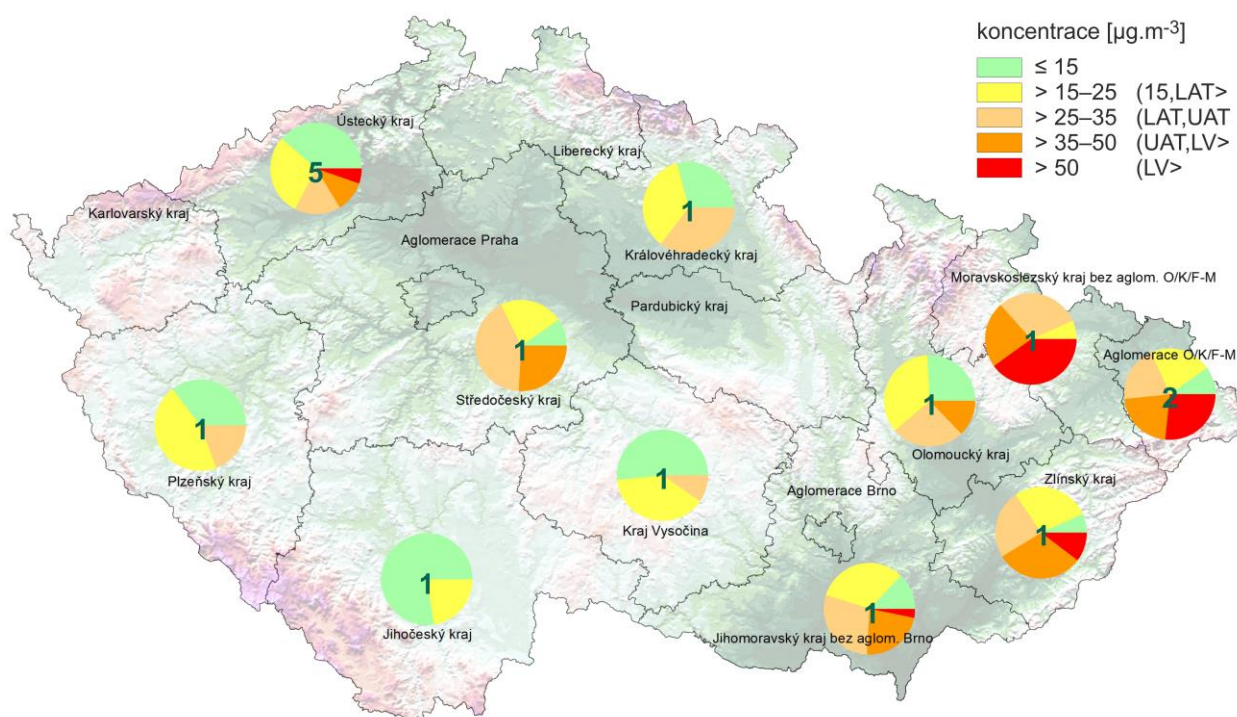 koncentrace [µg.m-3]
≤ 15
> 15–25 (15,LAT>
> 25–35 (LAT,UAT
> 35–50 (UAT,LV>
> 50 (LV>
Ústecký kraj
5
Liberecký kraj
Karlovarský kraj
1
Aglomerace Praha
Královéhradecký kraj
Moravskoslezský kraj bez aglom. O/K/F-M
Pardubický kraj
1
1
Aglomerace O/K/F-M
Středočeský kraj
1
2
1
Olomoucký kraj
Plzeňský kraj
1
Zlínský kraj
Aglomerace Brno
Kraj Vysočina
1
1
Jihočeský kraj
1
Jihomoravský kraj bez aglom. Brno